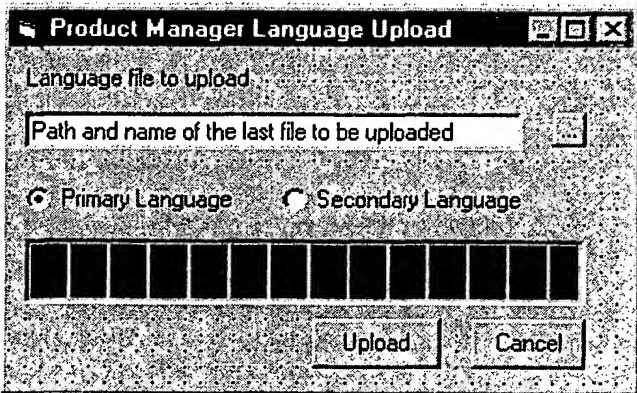 Product Manager Language Upload
Language file to upload
Path and name of the last file to be uploaded
...
Primary Language Secondary Language
Upload Cancel